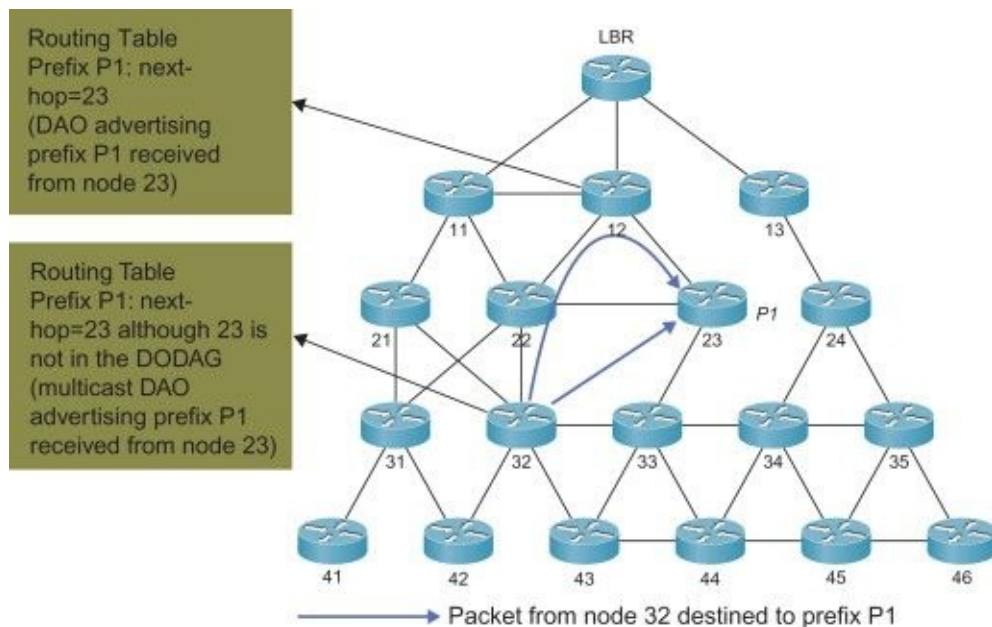 Routing Table
Prefix P1: next-
hop=23
(DAO advertising
prefix P1 received
from node 23)
LBR
11
12
13
Routing Table
Prefix P1: next-
hop=23 although 23 is
not in the DODAG
(multicast DAO
advertising prefix P1
received from node 23)
21
22
23
P1
24
31
32
33
34
35
41
42
43
44
45
46
Packet from node 32 destined to prefix P1